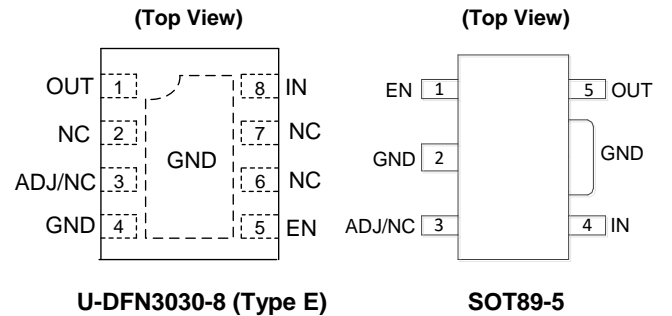 (Top View)
OUT 1 8 IN
NC 2 7 NC
GND
ADJ/NC 3 6 NC
GND 4 5 EN
U-DFN3030-8 (Type E)
(Top View)
EN 1 5 OUT
GND 2 GND
ADJ/NC 3 4 IN
SOT89-5